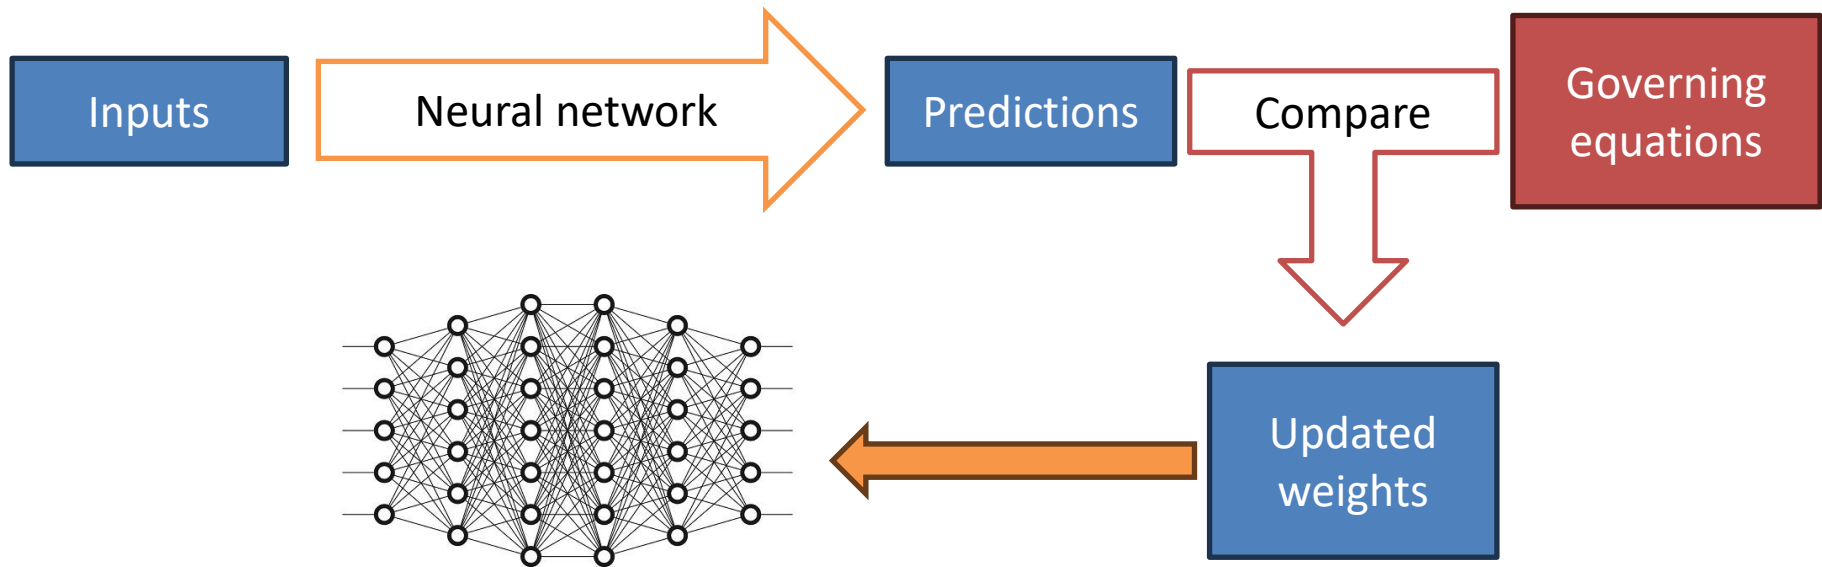 Inputs
Neural network
Predictions
Compare
Governing
equations
Updated
weights